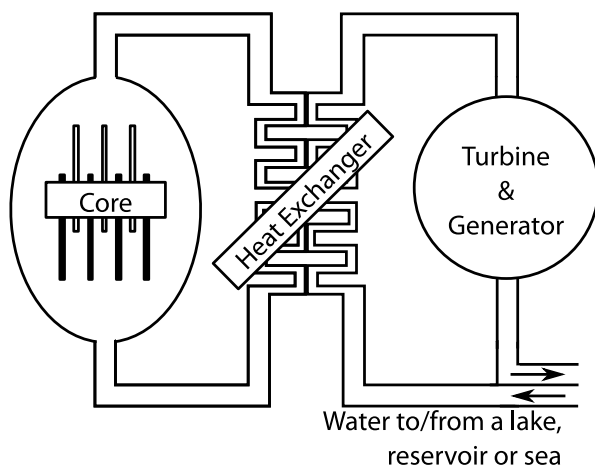 Core
Heat Exchanger
Turbine
&
Generator
Water to/from a lake,
reservoir or sea